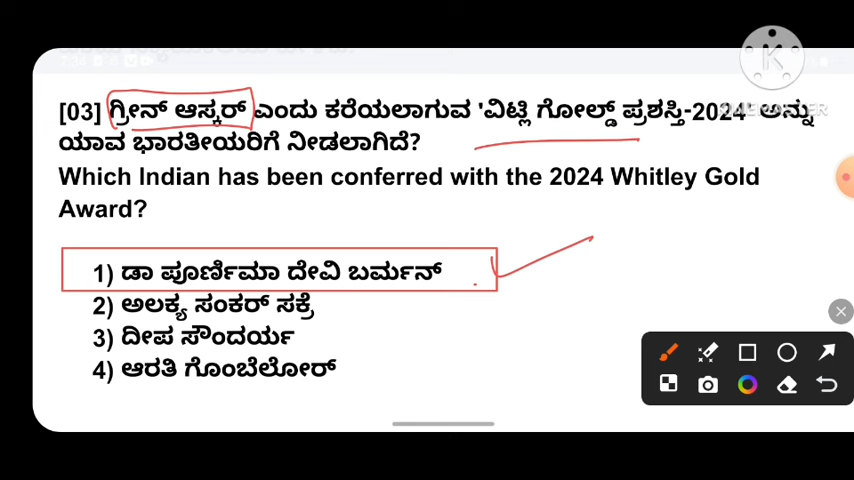 [03] ಗ್ರೀನ್ ಆಸ್ಕರ್ ಎಂದು ಕರೆಯಲಾಗುವ 'ವಿಟ್ಲಿ ಗೋಲ್ಡ್ ಪ್ರಶಸ್ತಿ-2024' ಅನ್ನು
ಯಾವ ಭಾರತೀಯರಿಗೆ ನೀಡಲಾಗಿದೆ?
Which Indian has been conferred with the 2024 Whitley Gold
Award?
1) ಡಾ ಪೂರ್ಣಿಮಾ ದೇವಿ ಬರ್ಮನ್
2) ಅಲಕ್ಯ ಸಂಕರ್ ಸಕ್ರೆ
3) ದೀಪ ಸೌಂದರ್ಯ
4) ಆರತಿ ಗೊಂಬೆಲೋರ್